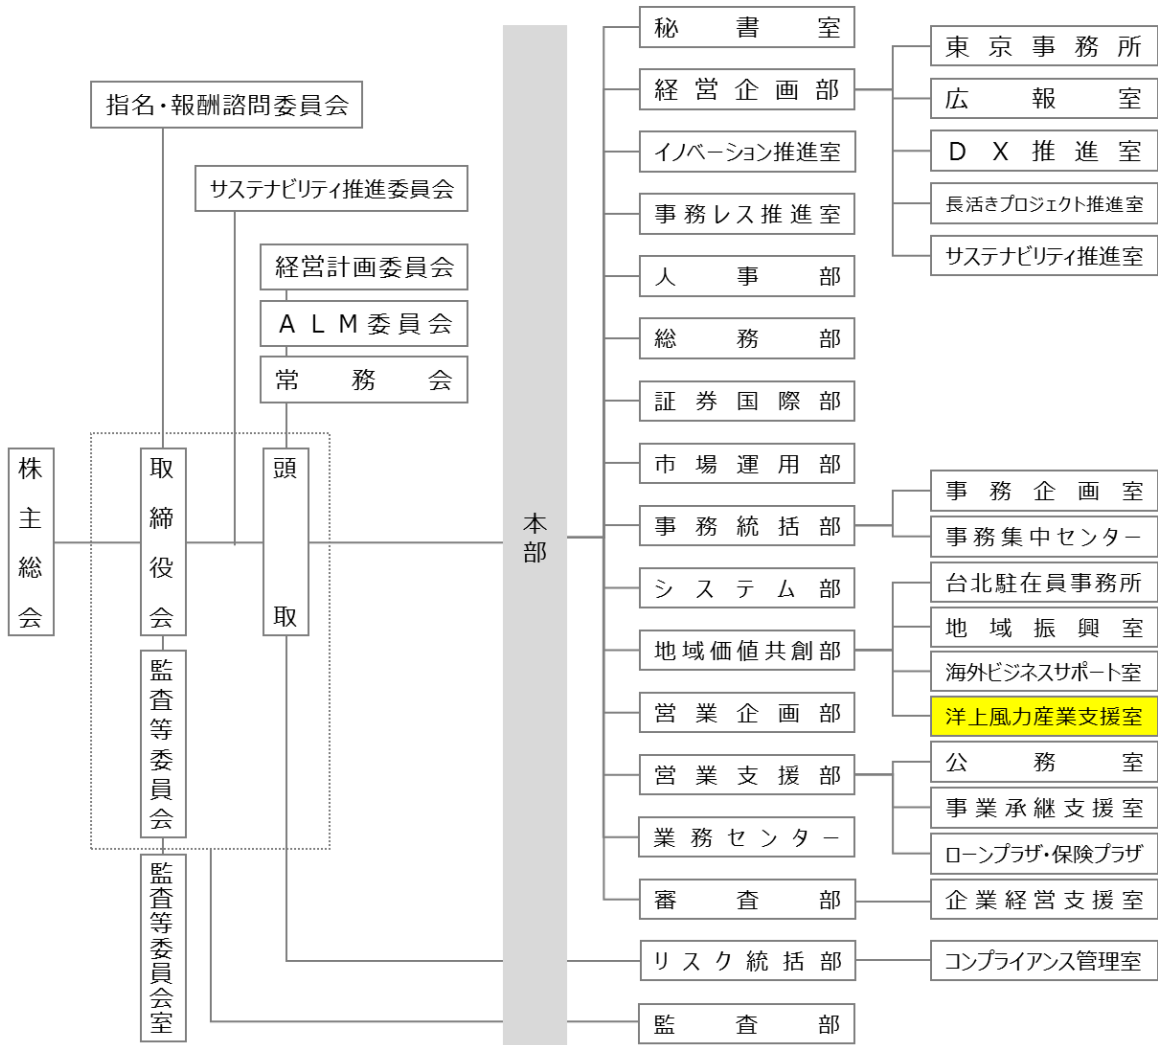 指名・報酬諮問委員会
サステナビリティ推進委員会
経営計画委員会
ALM委員会
常務会
株主総会
取締役会
頭取
監査等委員会
監査等委員会室
本部
秘書室
経営企画部
東京事務所
広報室
DX推進室
長活きプロジェクト推進室
サステナビリティ推進室
イノベーション推進室
事務レス推進室
人事部
総務部
証券国際部
市場運用部
事務統括部
事務企画室
事務集中センター
システム部
地域価値共創部
台北駐在員事務所
地域振興室
海外ビジネスサポート室
洋上風力産業支援室
営業企画部
営業支援部
公務室
事業承継支援室
ローンプラザ・保険プラザ
業務センター
審査部
企業経営支援室
リスク統括部
コンプライアンス管理室
監査部